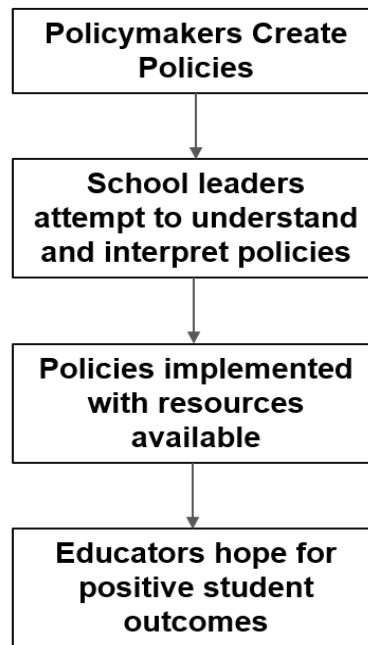 Policymakers Create
Policies
School leaders
attempt to understand
and interpret policies
Policies implemented
with resources
available
Educators hope for
positive student
outcomes